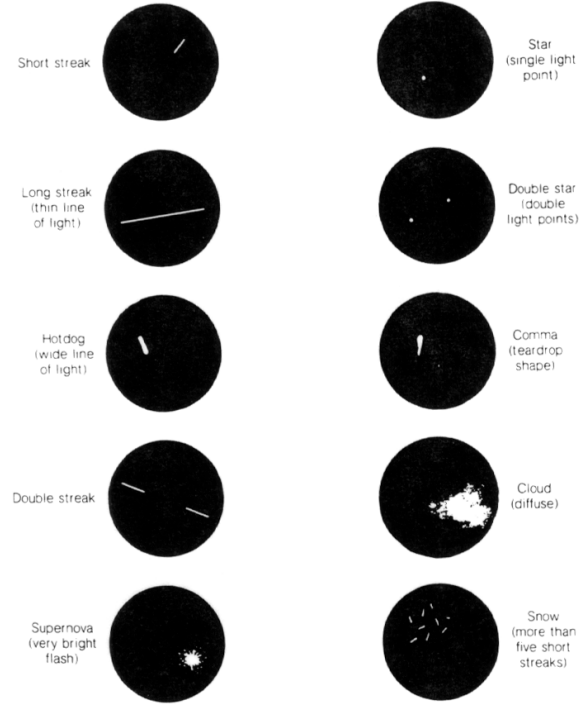 Short streak
Star
(single light
point)
Long streak
(thin line
of light)
Double star
(double
light points)
Hotdog
(wide line
of light)
Comma
(teardrop
shape)
Double streak
Cloud
(diffuse)
Supernova
(very bright
flash)
Snow
(more than
five short
streaks)